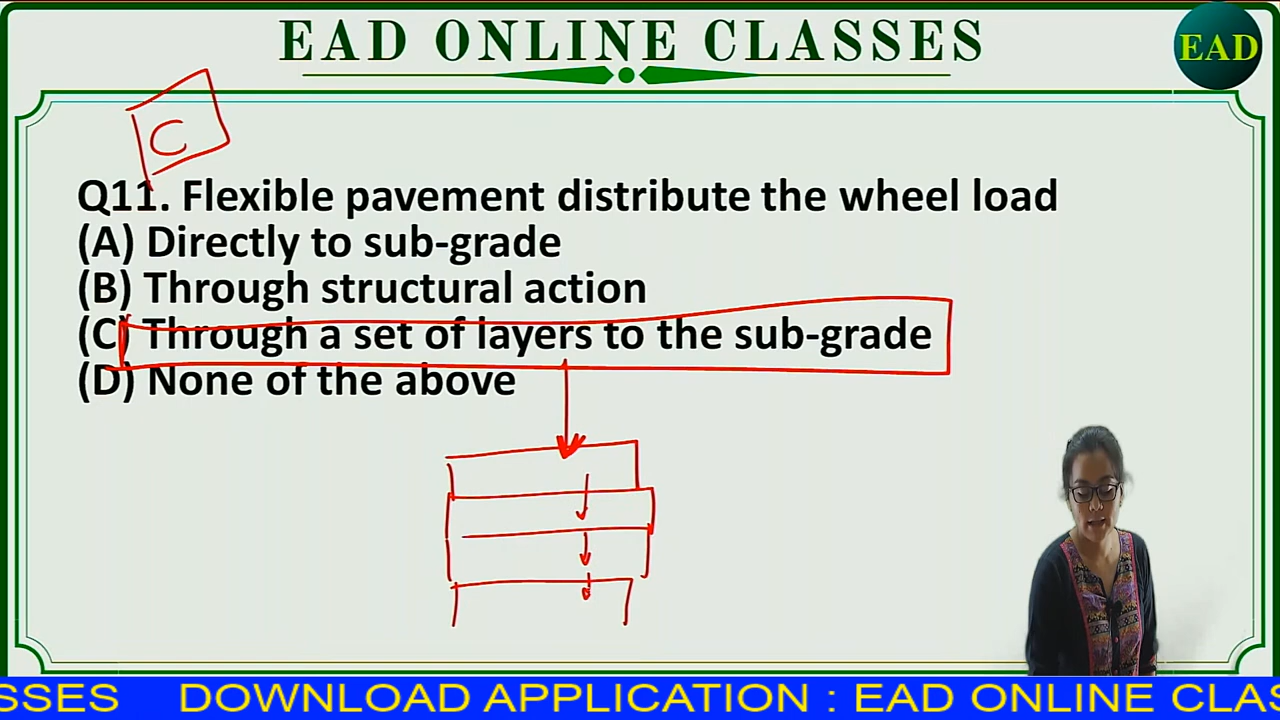 EAD ONLINE CLASSES
EAD
C
Q11. Flexible pavement distribute the wheel load
(A) Directly to sub-grade
(B) Through structural action
(C) Through a set of layers to the sub-grade
(D) None of the above
SSES DOWNLOAD APPLICATION : EAD ONLINE CLAS